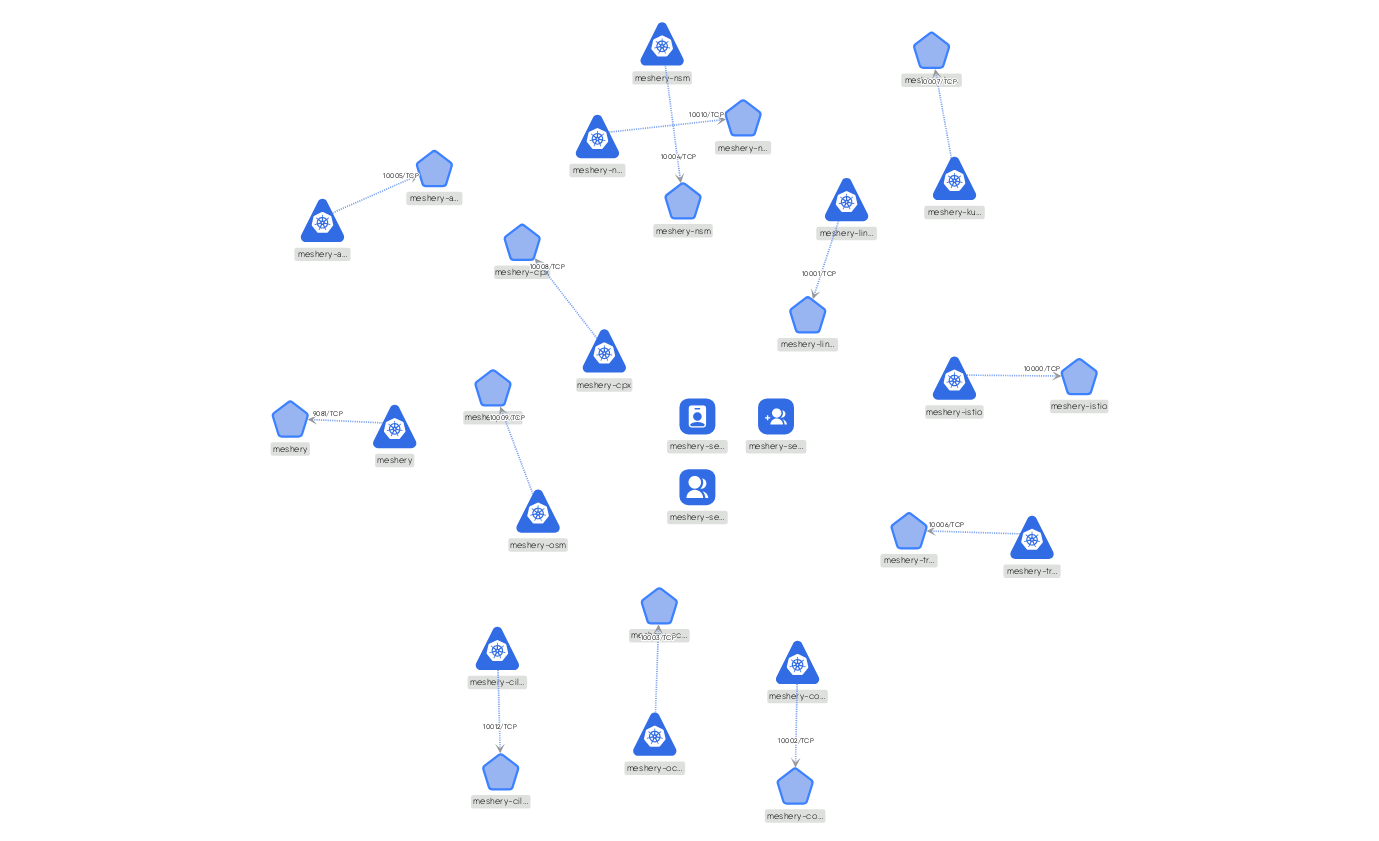 meshery-nsm
10007/TCP
10010/TCP
meshery-n...
10004/TCP
meshery-n...
10005/TCP
meshery-a...
meshery-ku...
meshery-nsm
meshery-lin...
meshery-a...
10008/TCP
meshery-cpx
10001/TCP
meshery-lin...
10000/TCP
meshery-cpx
meshery-istio
meshery-istio
9081/TCP
10009/TCP
meshery
meshery
meshery-se...
meshery-se...
meshery-se...
10006/TCP
meshery-osm
meshery-tr...
meshery-tr...
10003/TCP
meshery-cil...
meshery-co...
10012/TCP
10002/TCP
meshery-oc...
meshery-cil...
meshery-co...